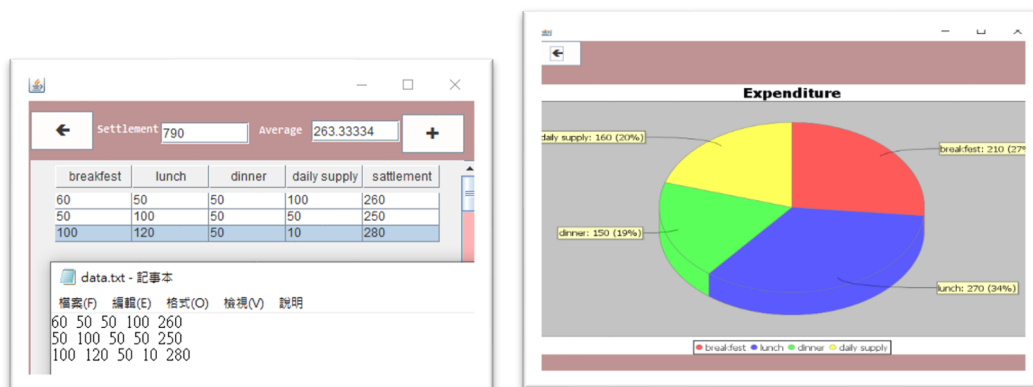 Settlement 790 Average 263.33334 +
breakfest lunch dinner daily supply sattlement
60 50 50 100 260
50 100 50 50 250
100 120 50 10 280
data.txt - 記事本
檔案(F) 編輯(E) 格式(O) 檢視(V) 說明
60 50 50 100 260
50 100 50 50 250
100 120 50 10 280
Expenditure
daily supply: 160 (20%)
breakfest: 210 (27%
dinner: 150 (19%)
lunch: 270 (34%)
breakfest lunch dinner daily supply